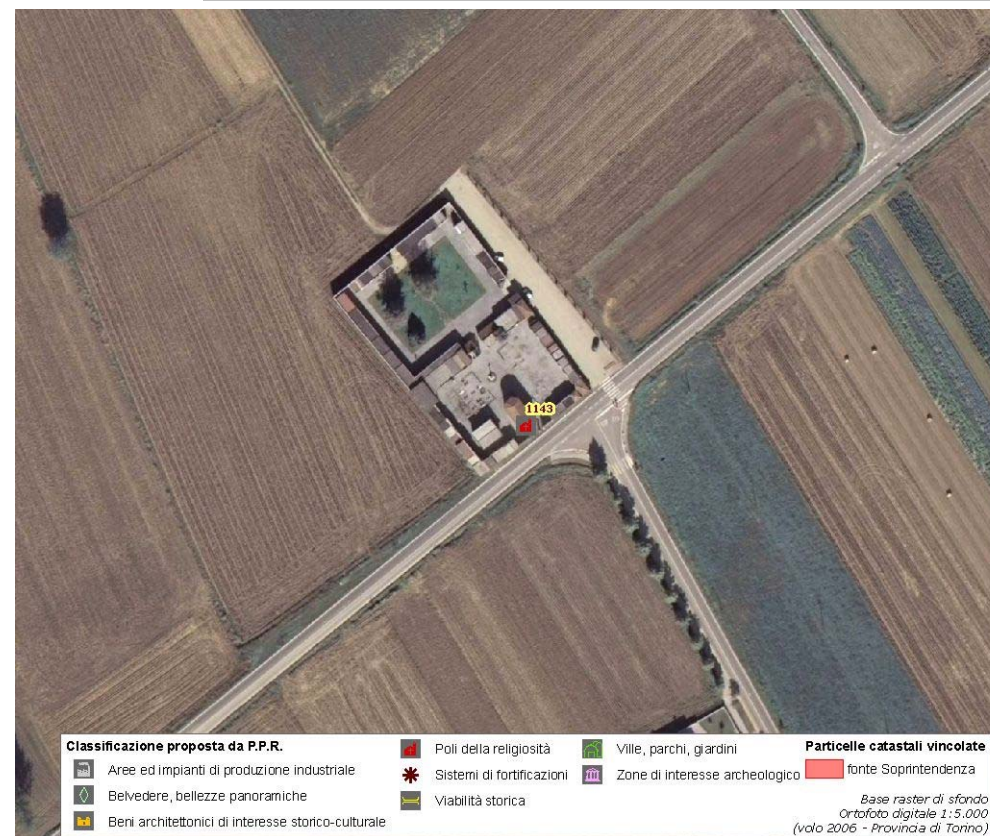 1143
Classificazione proposta da P.P.R.
Aree ed impianti di produzione industriale
Belvedere, bellezze panoramiche
Beni architettonici di interesse storico-culturale
Poli della religiosità
Sistemi di fortificazioni
Viabilità storica
Ville, parchi, giardini
Zone di interesse archeologico
Particelle catastali vincolate
fonte Soprintendenza
Base raster di sfondo
Ortofoto digitale 1:5.000
(volo 2006 - Provincia di Torino)